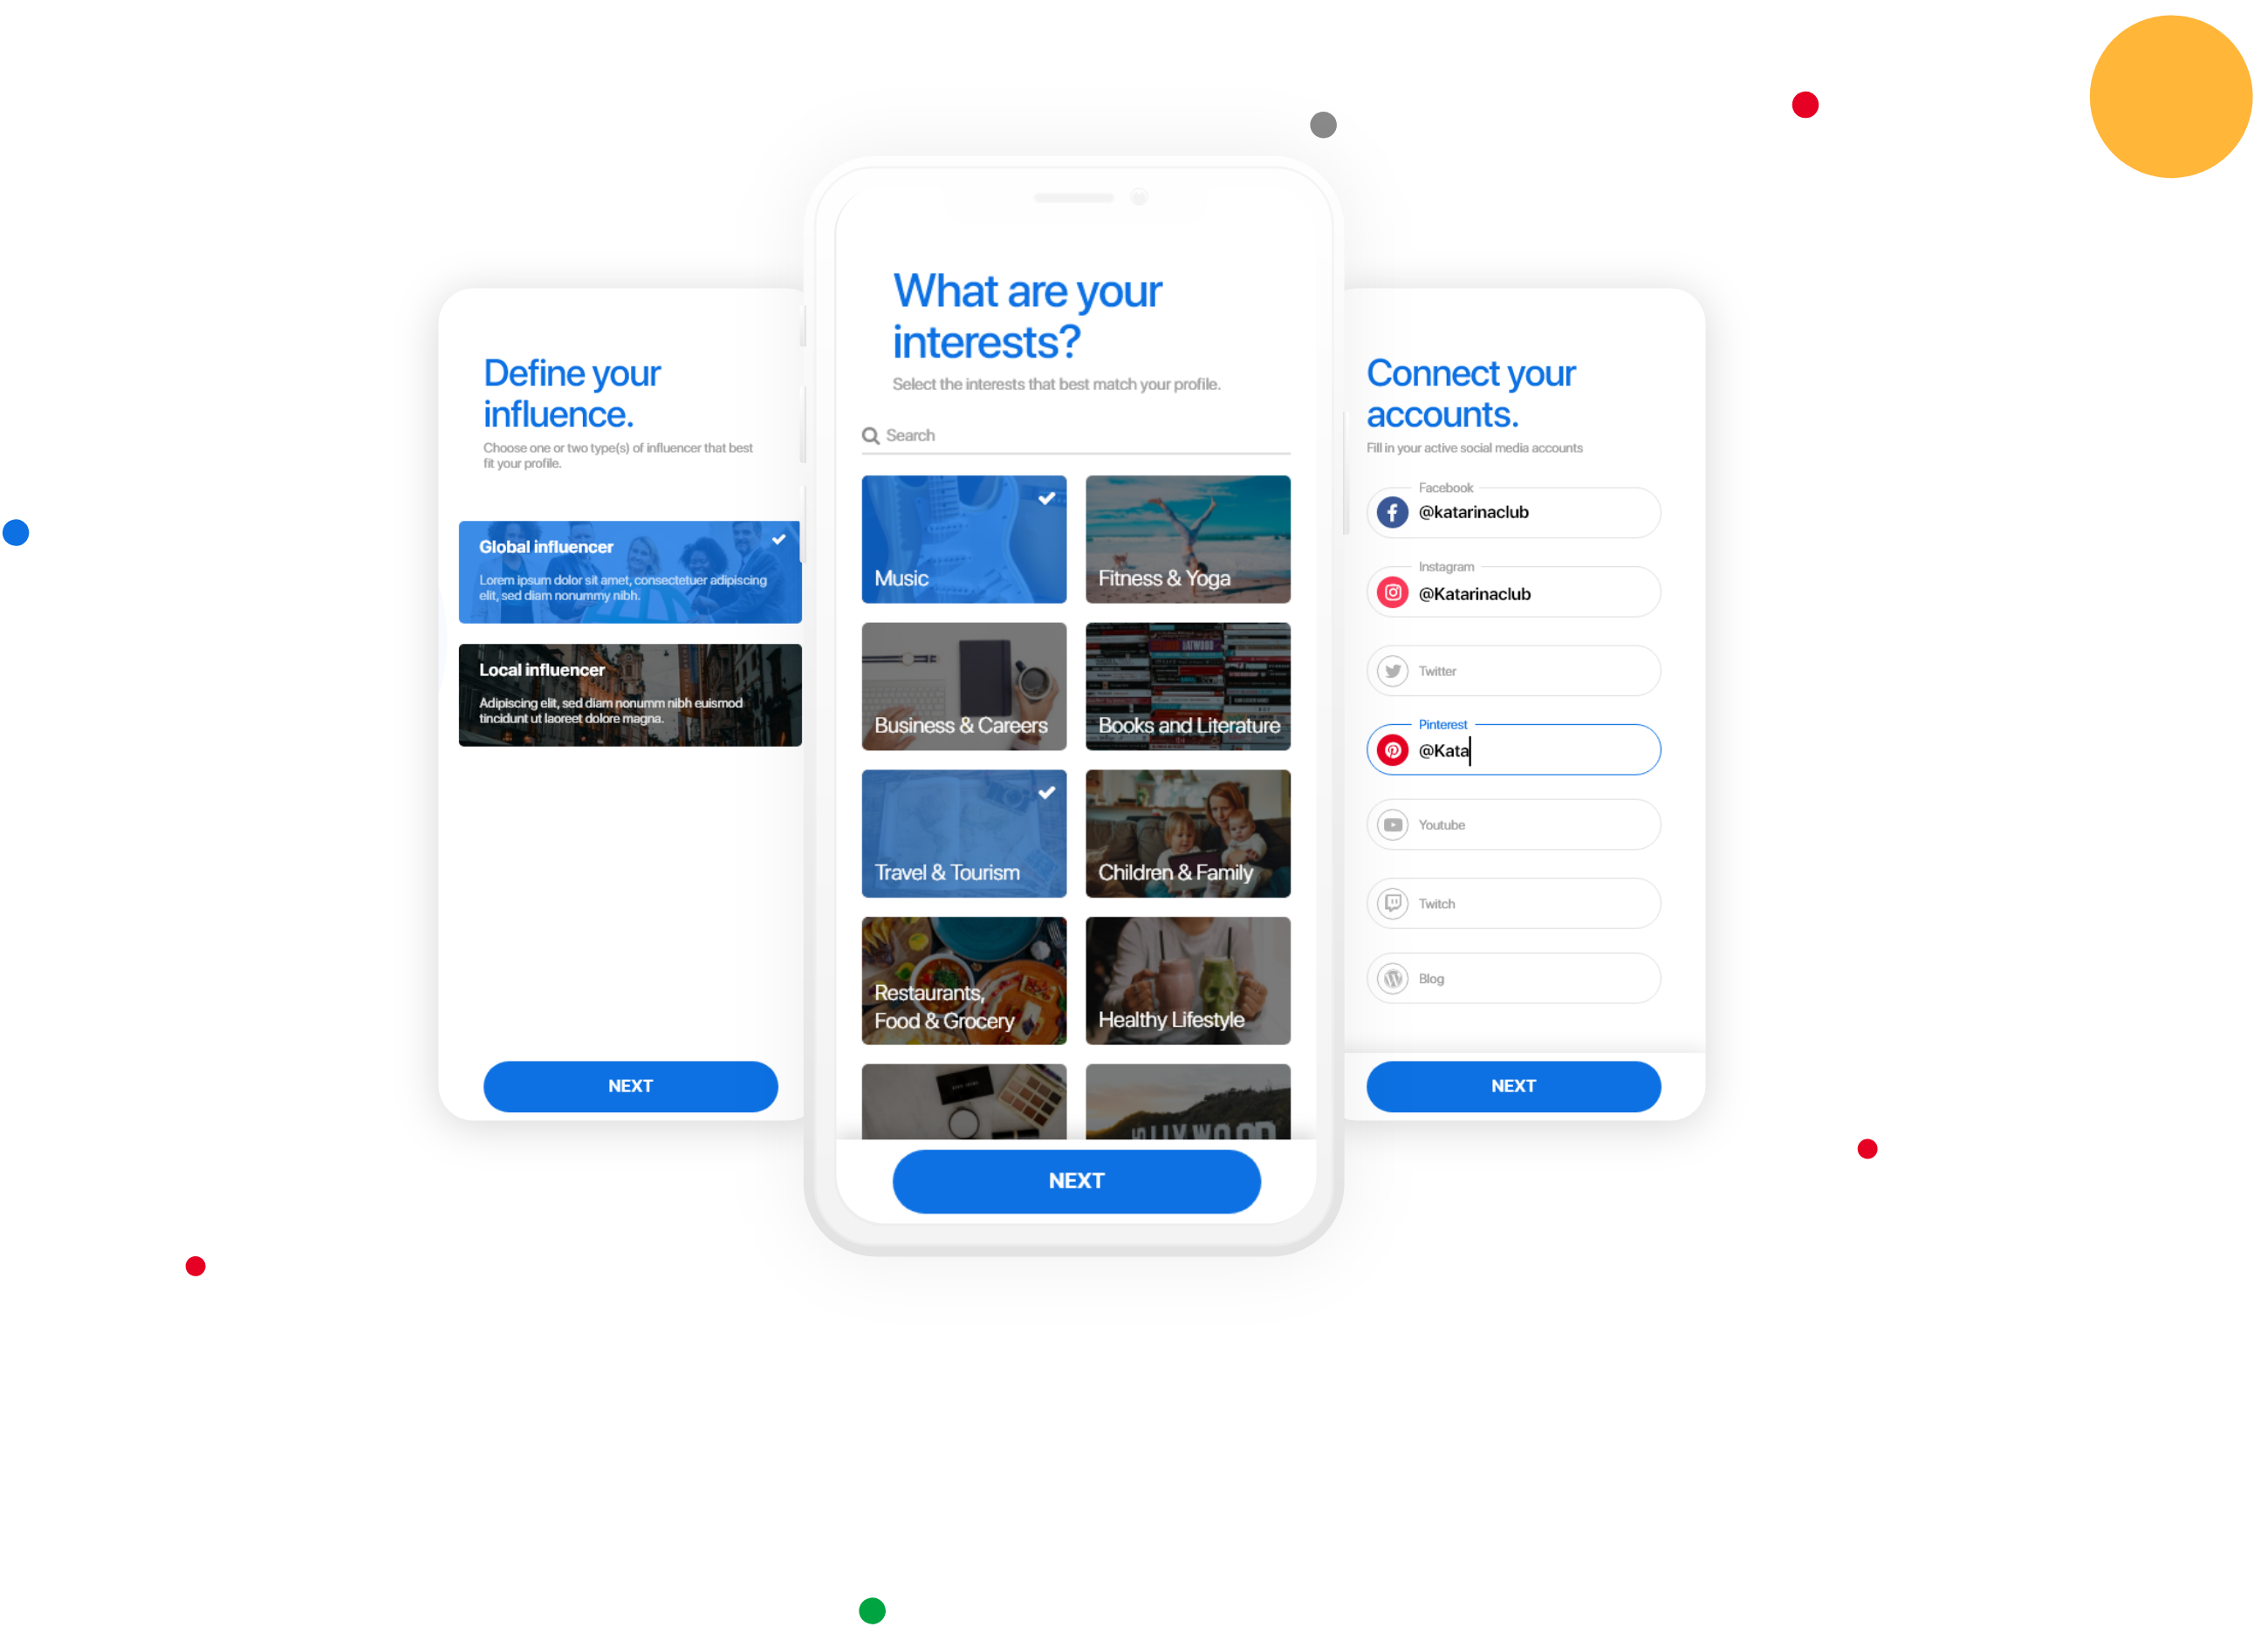 Define your
influence.
Choose one or two type(s) of influencer that best
fit your profile.
Global influencer
Lorem ipsum dolor sit amet, consectetuer adipiscing
elit, sed diam nonummy nibh.
Local influencer
Adipiscing elit, sed diam nonumm nibh euismod
tincidunt ut laoreet dolore magna.
NEXT
What are your
interests?
Select the interests that best match your profile.
Search
Music
Fitness & Yoga
Business & Careers
Books and Literature
Travel & Tourism
Children & Family
Restaurants,
Food & Grocery
Healthy Lifestyle
HOLLYWOOD
NEXT
Connect your
accounts.
Fill in your active social media accounts
Facebook
@katarinaclub
Instagram
@Katarinaclub
Twitter
Pinterest
@Kata
Youtube
Twitch
Blog
NEXT